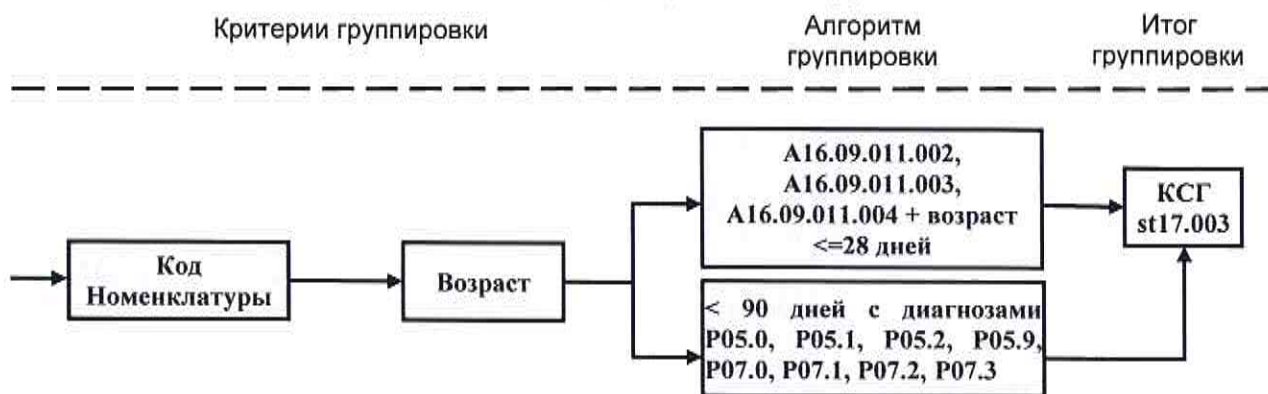 Критерии группировки
Алгоритм
группировки
Итог
группировки
Код
Номенклатуры
Возраст
A16.09.011.002,
A16.09.011.003,
A16.09.011.004 + возраст
<=28 дней
< 90 дней с диагнозами
P05.0, P05.1, P05.2, P05.9,
P07.0, P07.1, P07.2, P07.3
КСГ
st17.003